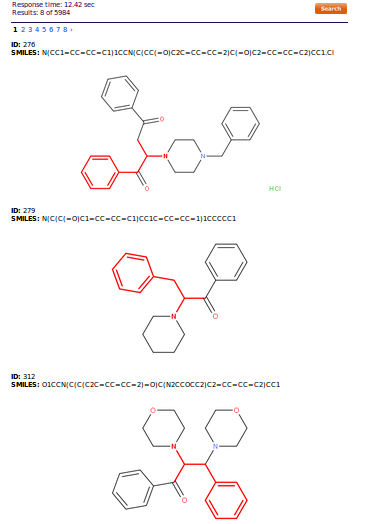 Response time: 12.42 sec
Results: 8 of 5984
Search
1 2 3 4 5 6 7 8 ›
ID: 276
SMILES: N(CC1=CC=CC=C1)1CCN(C(CC(=O)C2C=CC=CC=2)C(=O)C2=CC=CC=C2)CC1.Cl
O
N
N
O
HCl
ID: 279
SMILES: N(C(C(=O)C1=CC=CC=C1)CC1C=CC=CC=1)1CCCCC1
O
N
ID: 312
SMILES: O1CCN(C(C(C2C=CC=CC=2)=O)C(N2CCOCC2)C2=CC=CC=C2)CC1
O O
N N
O